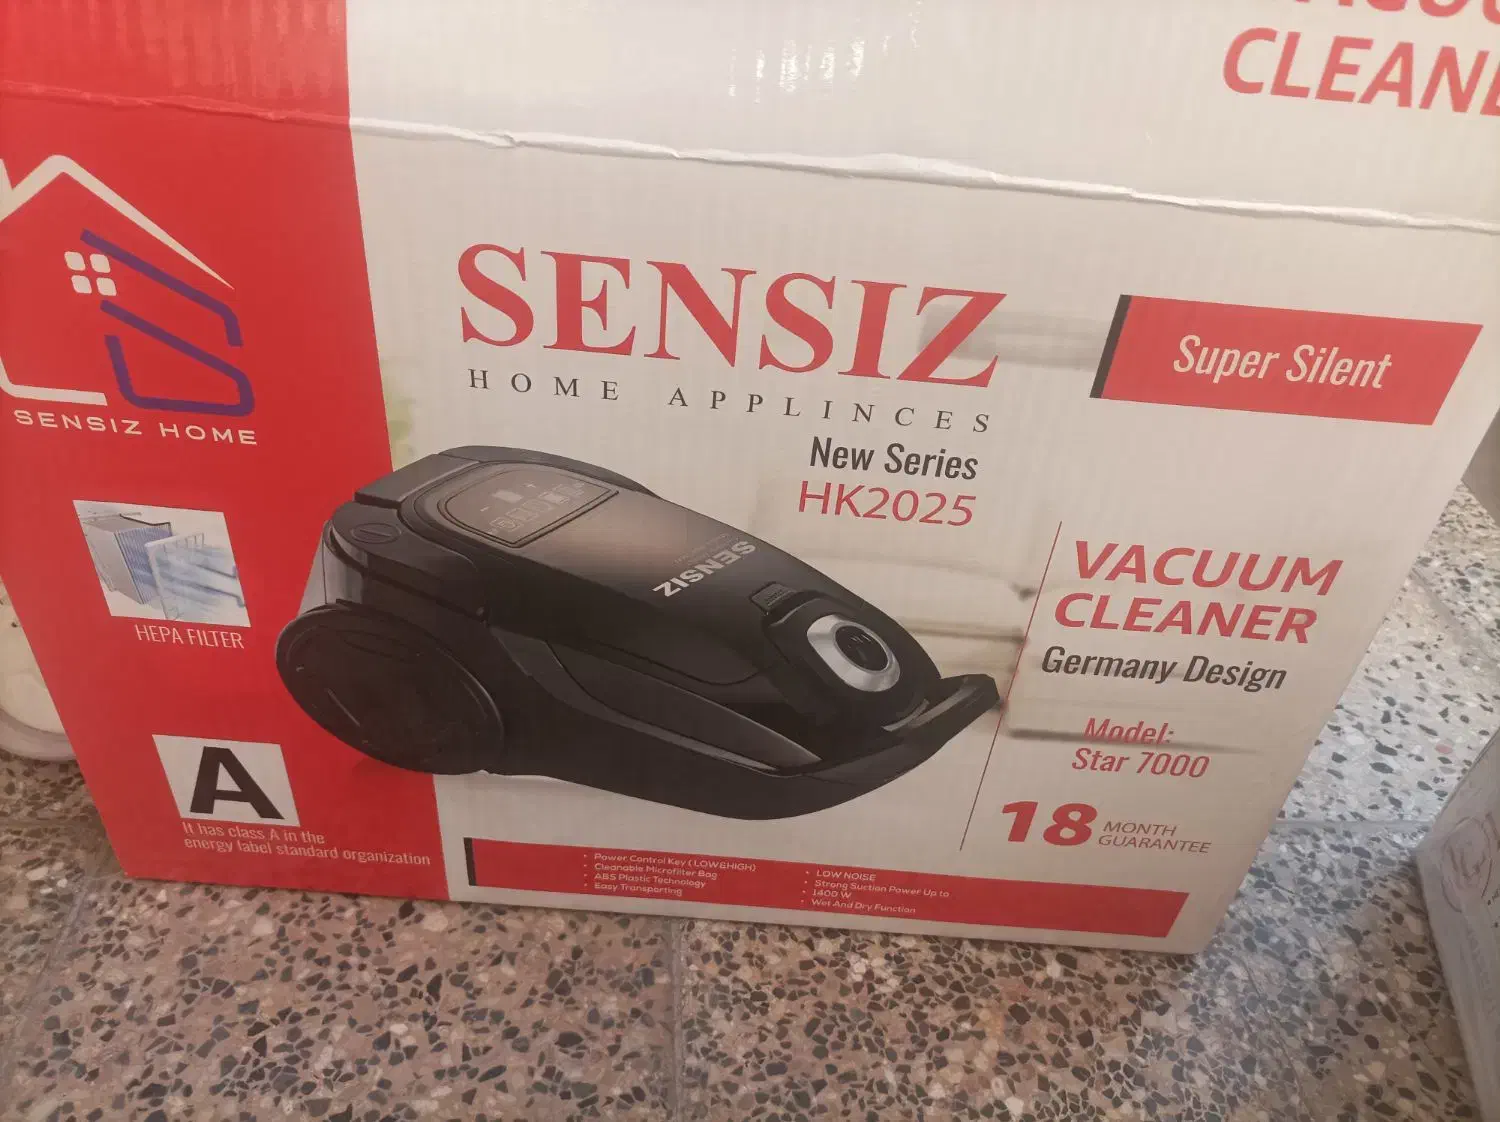 CLEAN
SENSIZ
HOME APPLINCES
Super Silent
New Series
HK2025
SENSIZ HOME
HEPA FILTER
SENSIZ
VACUUM
CLEANER
Germany Design
Model:
Star 7000
18 MONTH
GUARANTEE
A
It has class A in the
energy label standard organization
• Power Control Key (LOW&HIGH)
• Cleanable Microfilter Bag
• ABS Plastic Technology
• Easy Transporting
• LOW NOISE
• Strong Suction Power Up to
• 1400 W
• Wet And Dry Function